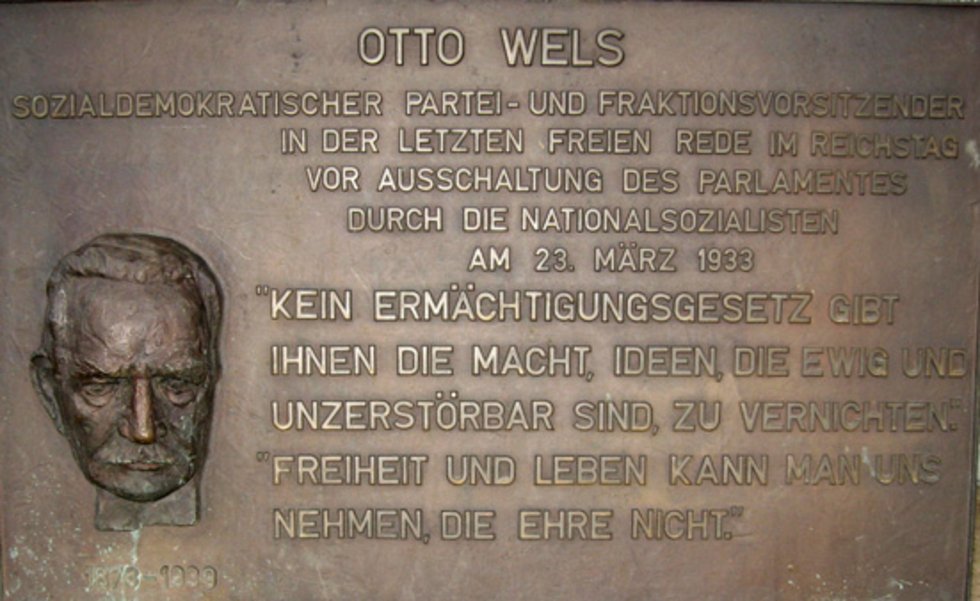 OTTO WELS
SOZIALDEMOKRATISCHER PARTEI- UND FRAKTIONSVORSITZENDER
IN DER LETZTEN FREIEN REDE IM REICHSTAG
VOR AUSSCHALTUNG DES PARLAMENTES
DURCH DIE NATIONALSOZIALISTEN
AM 23. MÄRZ 1933
"KEIN ERMÄCHTIGUNGSGESETZ GIBT
IHNEN DIE MACHT, IDEEN, DIE EWIG UND
UNZERSTÖRBAR SIND, ZU VERNICHTEN."
"FREIHEIT UND LEBEN KANN MAN UNS
NEHMEN, DIE EHRE NICHT."
1873-1939